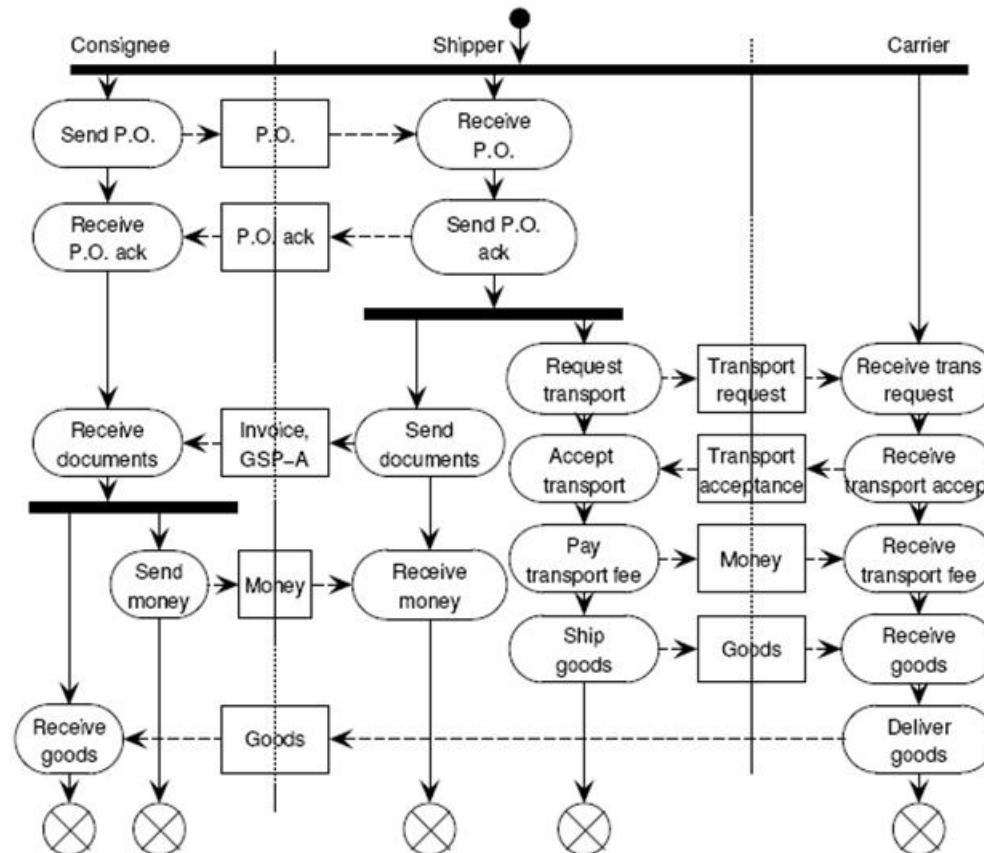 Consignee
Shipper
Carrier
Send P.O.
P.O.
Receive
P.O.
Receive
P.O. ack
P.O. ack
Send P.O.
ack
Request
transport
Transport
request
Receive trans
request
Receive
documents
Invoice,
GSP-A
Send
documents
Accept
transport
Transport
acceptance
Receive
transport accept
Send
money
Money
Receive
money
Pay
transport fee
Money
Receive
transport fee
Ship
goods
Goods
Receive
goods
Receive
goods
Goods
Deliver
goods